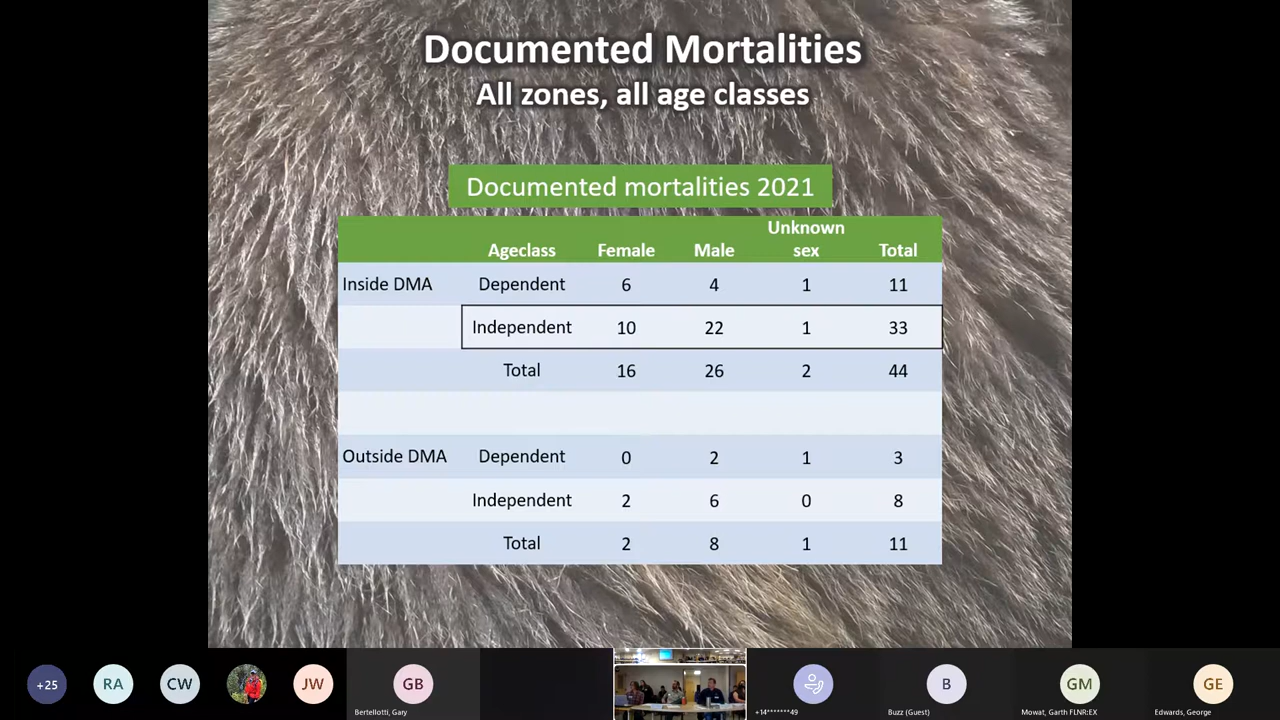 Documented Mortalities
All zones, all age classes
Documented mortalities 2021
Ageclass Female Male Unknown sex Total
Inside DMA Dependent 6 4 1 11
Independent 10 22 1 33
Total 16 26 2 44
Outside DMA Dependent 0 2 1 3
Independent 2 6 0 8
Total 2 8 1 11
+25 RA CW JW GB B GM GE
Bertellotti, Gary +14*******49 Buzz (Guest) Mowat, Garth FLNR:EX Edwards, George